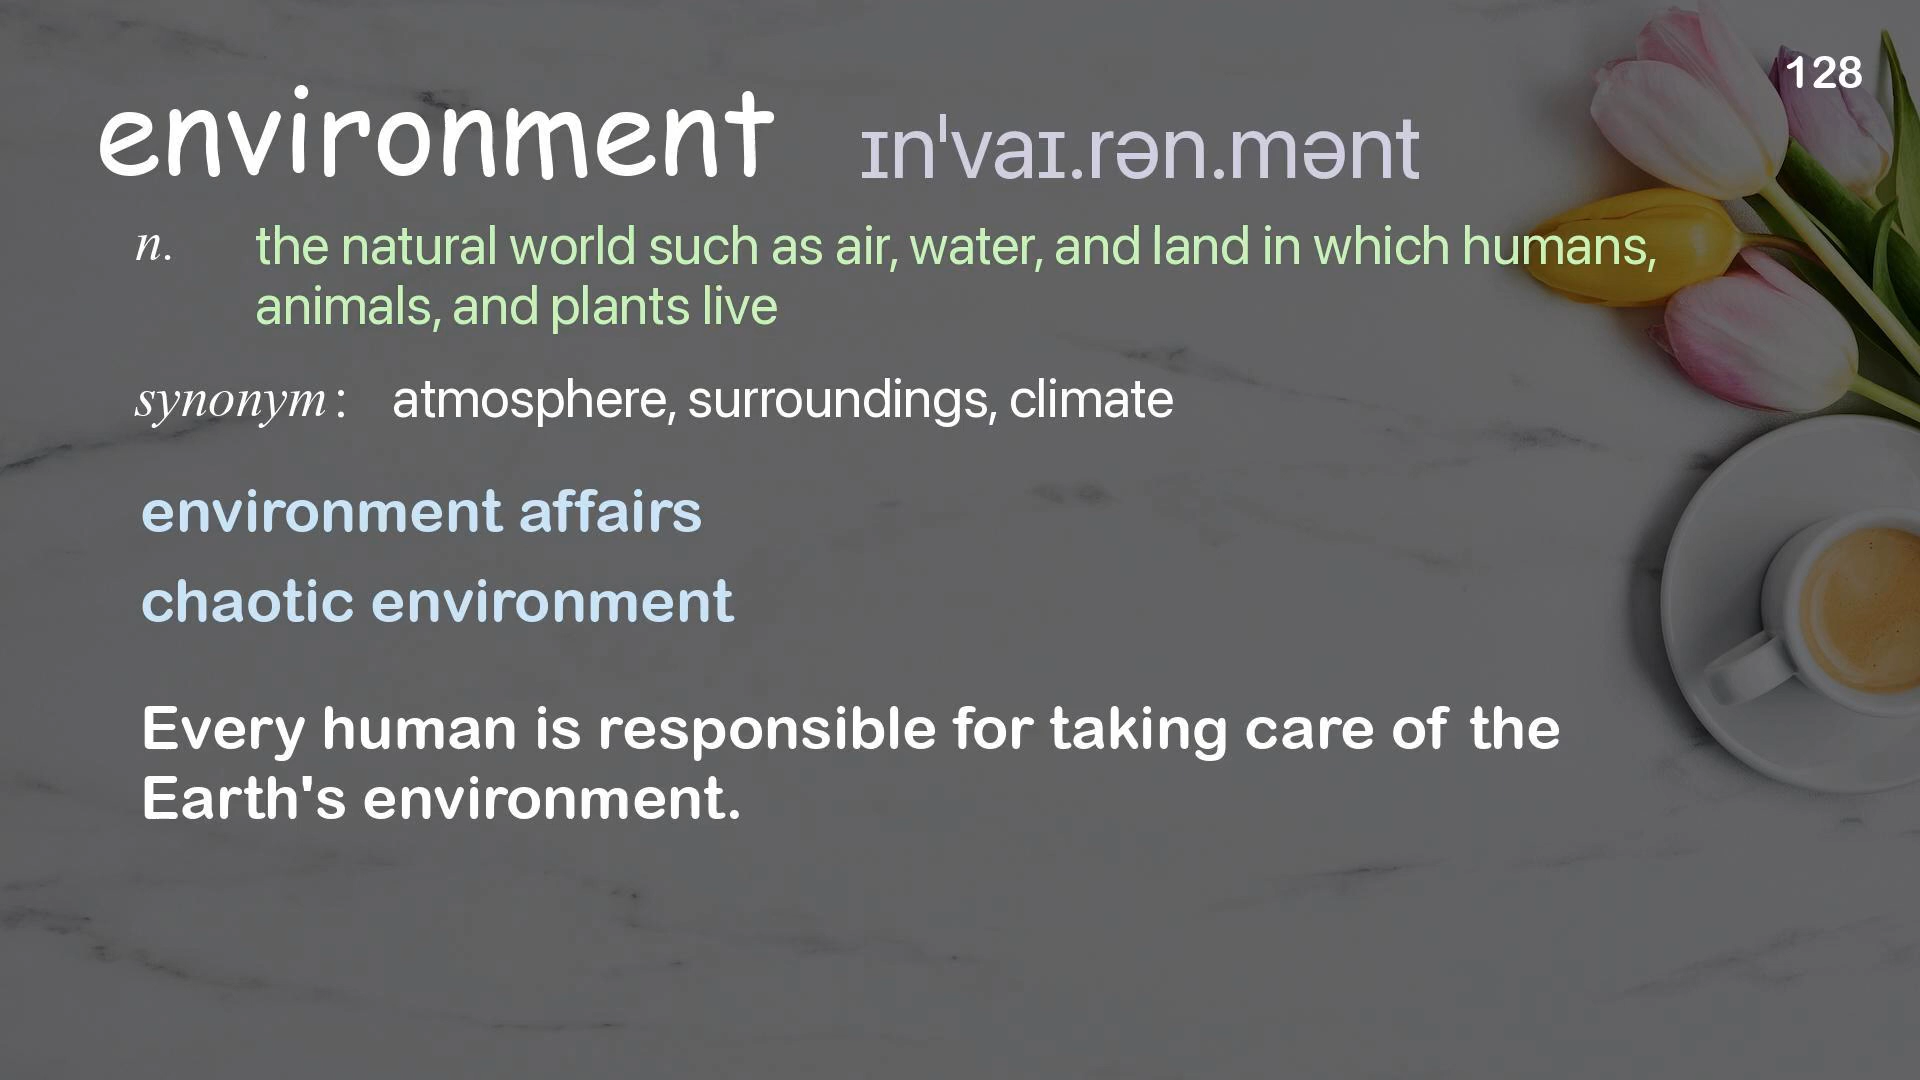 128
environment ɪnˈvaɪ.rən.mənt
n. the natural world such as air, water, and land in which humans,
animals, and plants live
synonym: atmosphere, surroundings, climate
environment affairs
chaotic environment
Every human is responsible for taking care of the
Earth's environment.